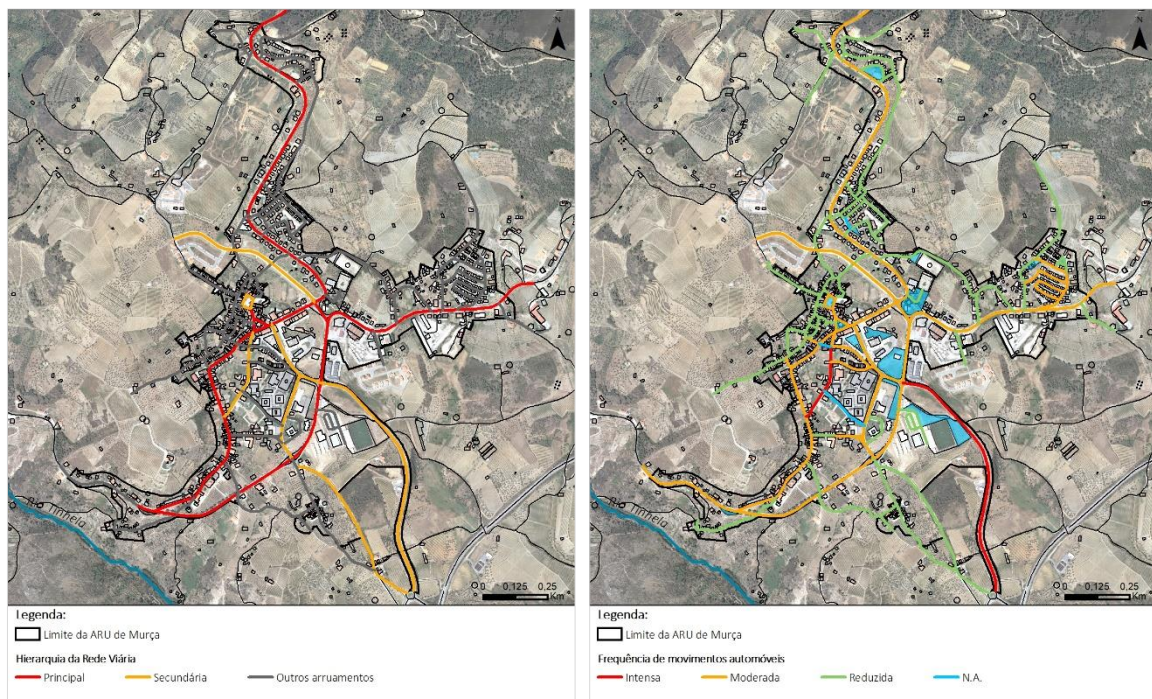 N
Rio Tinhela
0 0,125 0,25
Km
Legenda:
Limite da ARU de Murça
Hierarquia da Rede Viária
Principal Secundária Outros arruamentos
N
Rio Tinhela
0 0,125 0,25
Km
Legenda:
Limite da ARU de Murça
Frequência de movimentos automóveis
Intensa Moderada Reduzida N.A.